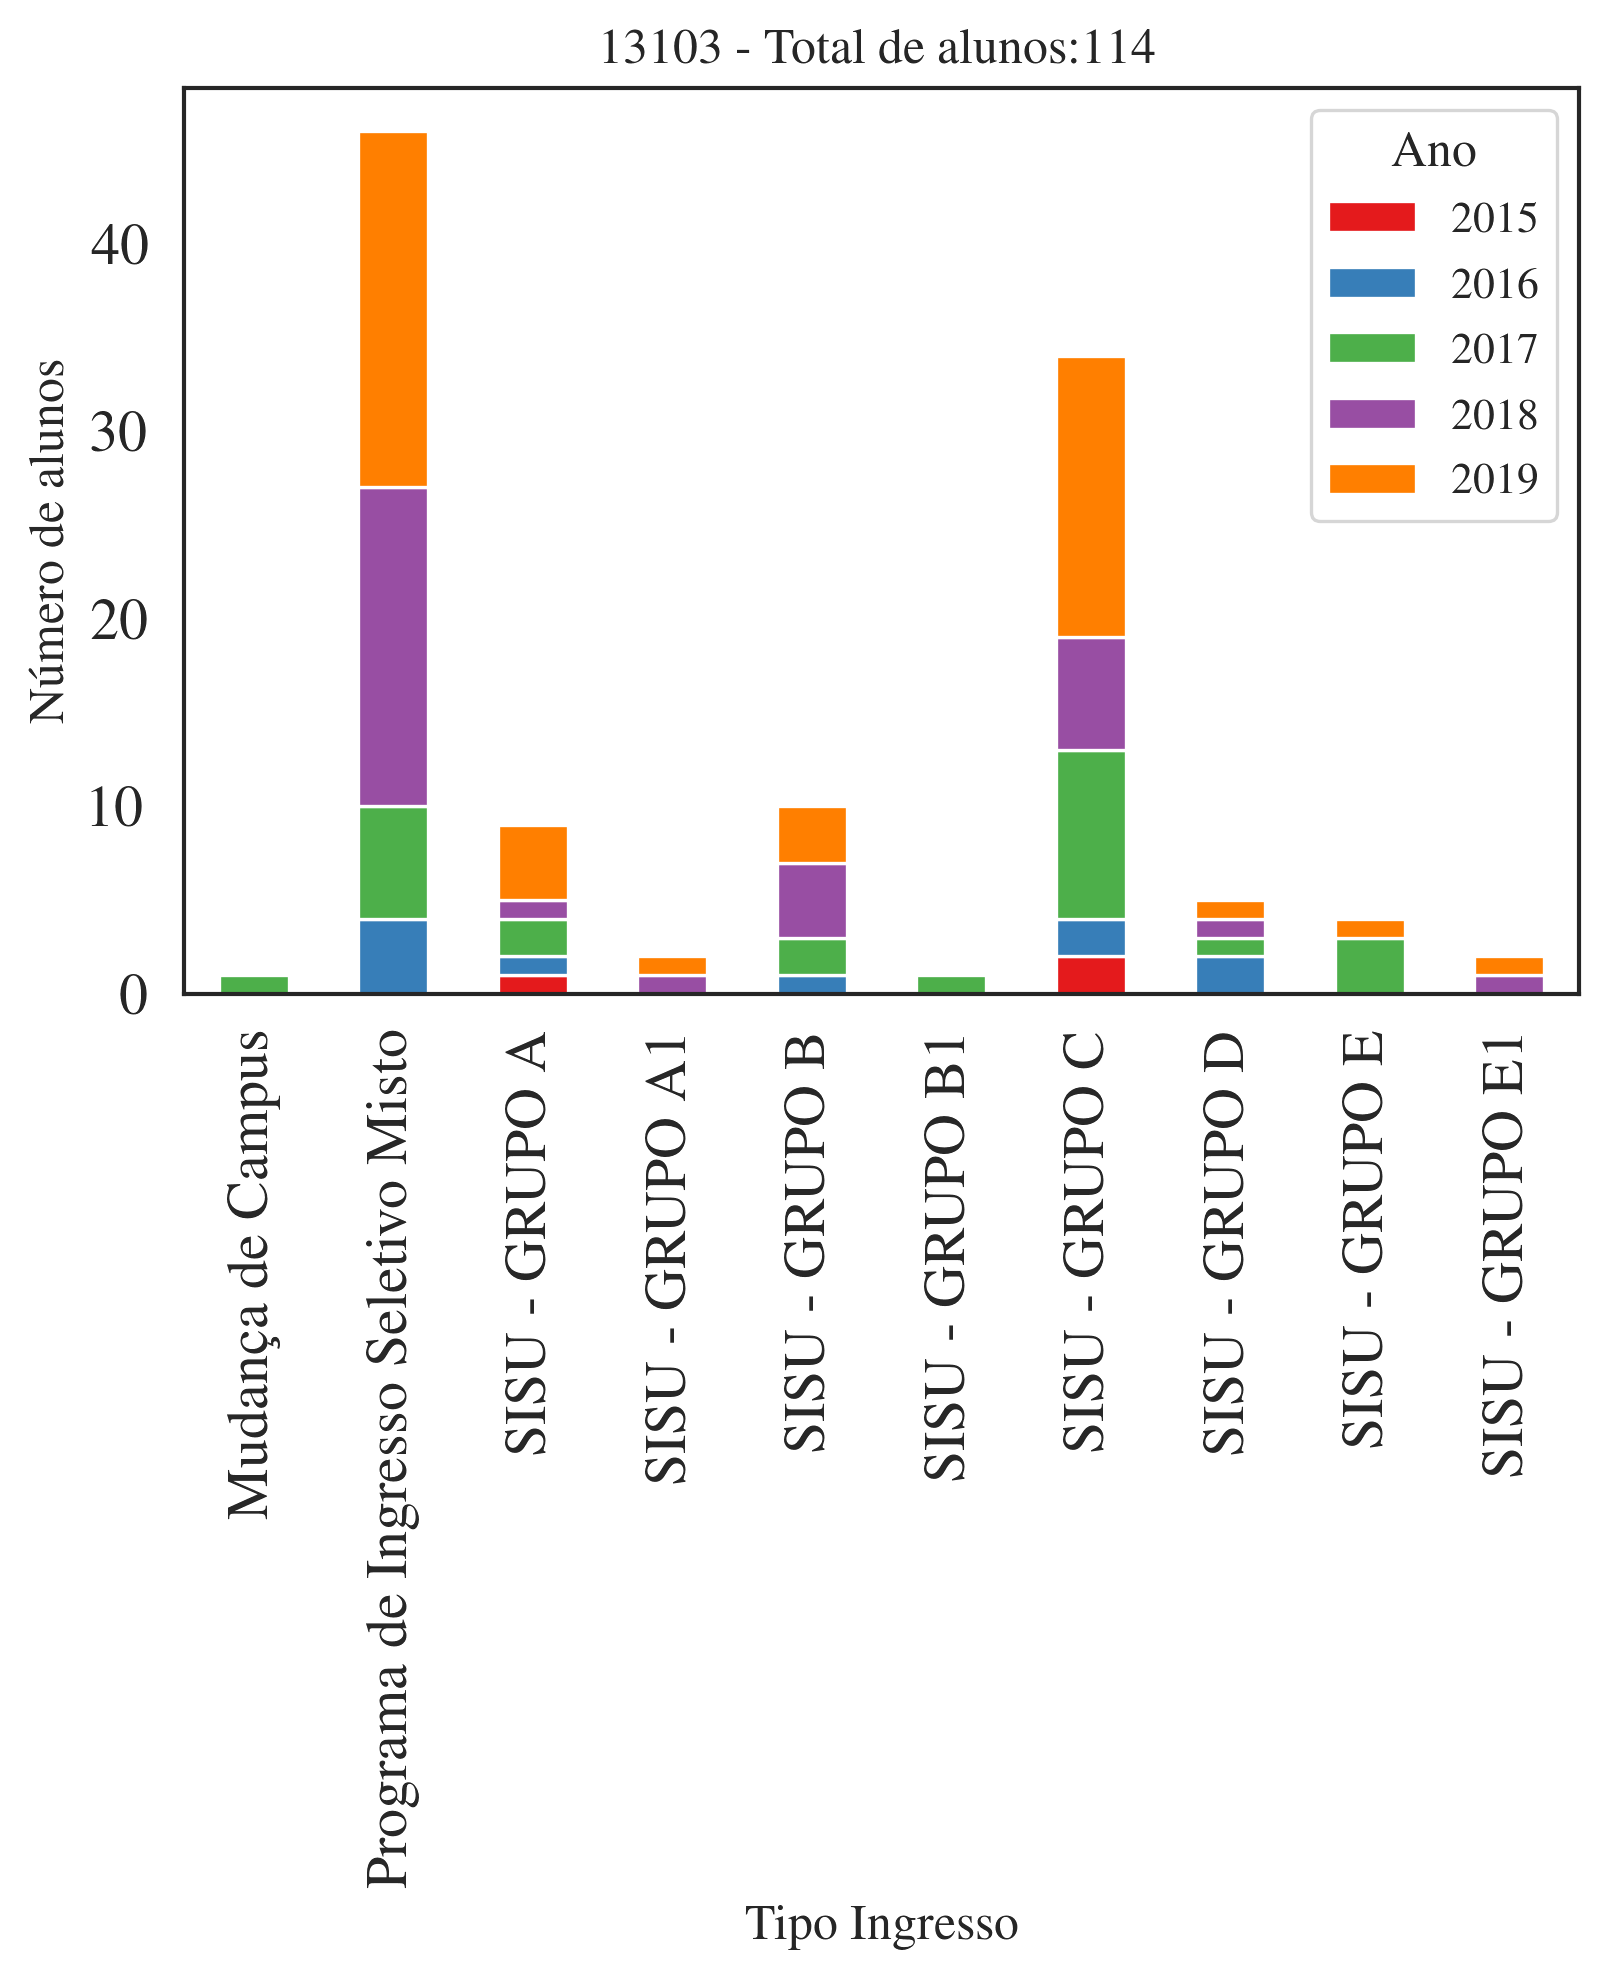 13103 - Total de alunos:114
Ano
2015
2016
2017
2018
2019
Número de alunos
40
30
20
10
0
Mudança de Campus
Programa de Ingresso Seletivo Misto
SISU - GRUPO A
SISU - GRUPO A1
SISU - GRUPO B
SISU - GRUPO B1
SISU - GRUPO C
SISU - GRUPO D
SISU - GRUPO E
SISU - GRUPO E1
Tipo Ingresso